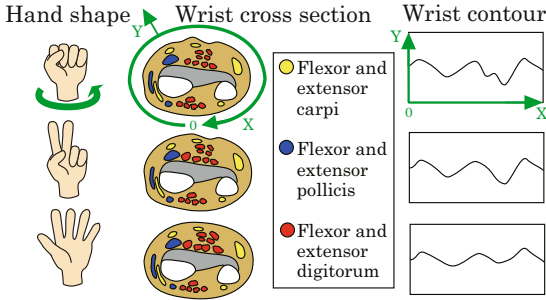 Hand shape
Wrist cross section
Wrist contour
Y
0
X
Flexor and
extensor
carpi
Flexor and
extensor
pollicis
Flexor and
extensor
digitorum
Y
0
X